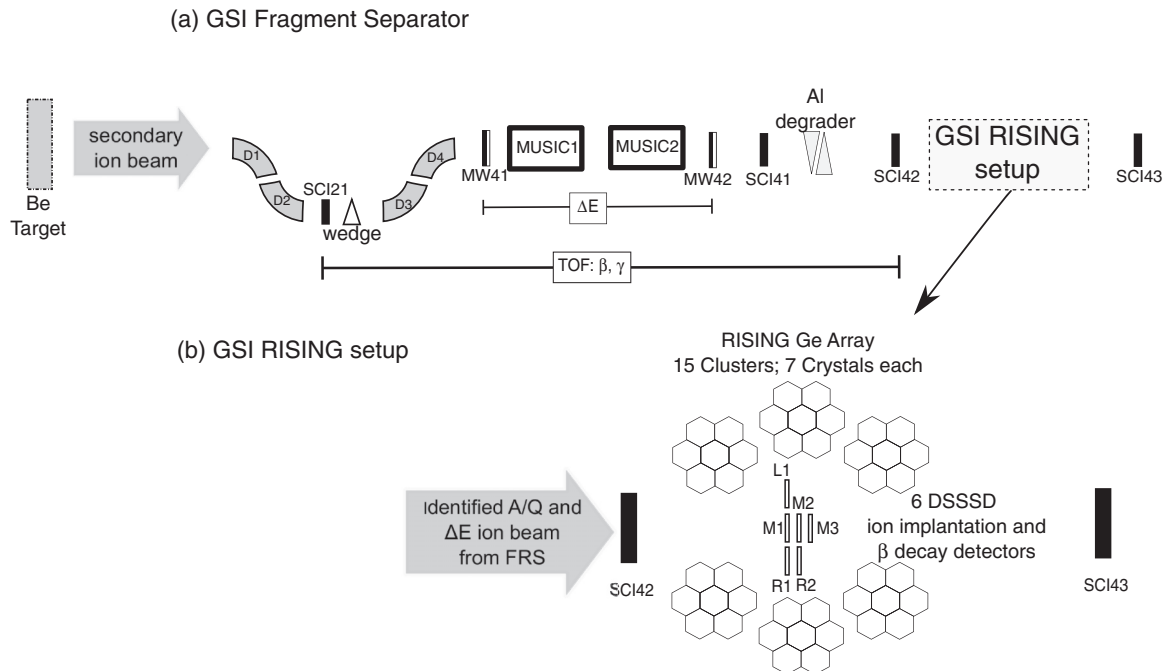 (a) GSI Fragment Separator
Be
Target
secondary
ion beam
D1
D2
SCI21
wedge
D3
D4
MW41
MUSIC1
MUSIC2
MW42
SCI41
Al
degrader
SCI42
GSI RISING
setup
SCI43
ΔE
TOF: β, γ
(b) GSI RISING setup
RISING Ge Array
15 Clusters; 7 Crystals each
Identified A/Q and
ΔE ion beam
from FRS
SCI42
L1
M2
M1
M3
R1
R2
6 DSSSD
ion implantation and
β decay detectors
SCI43